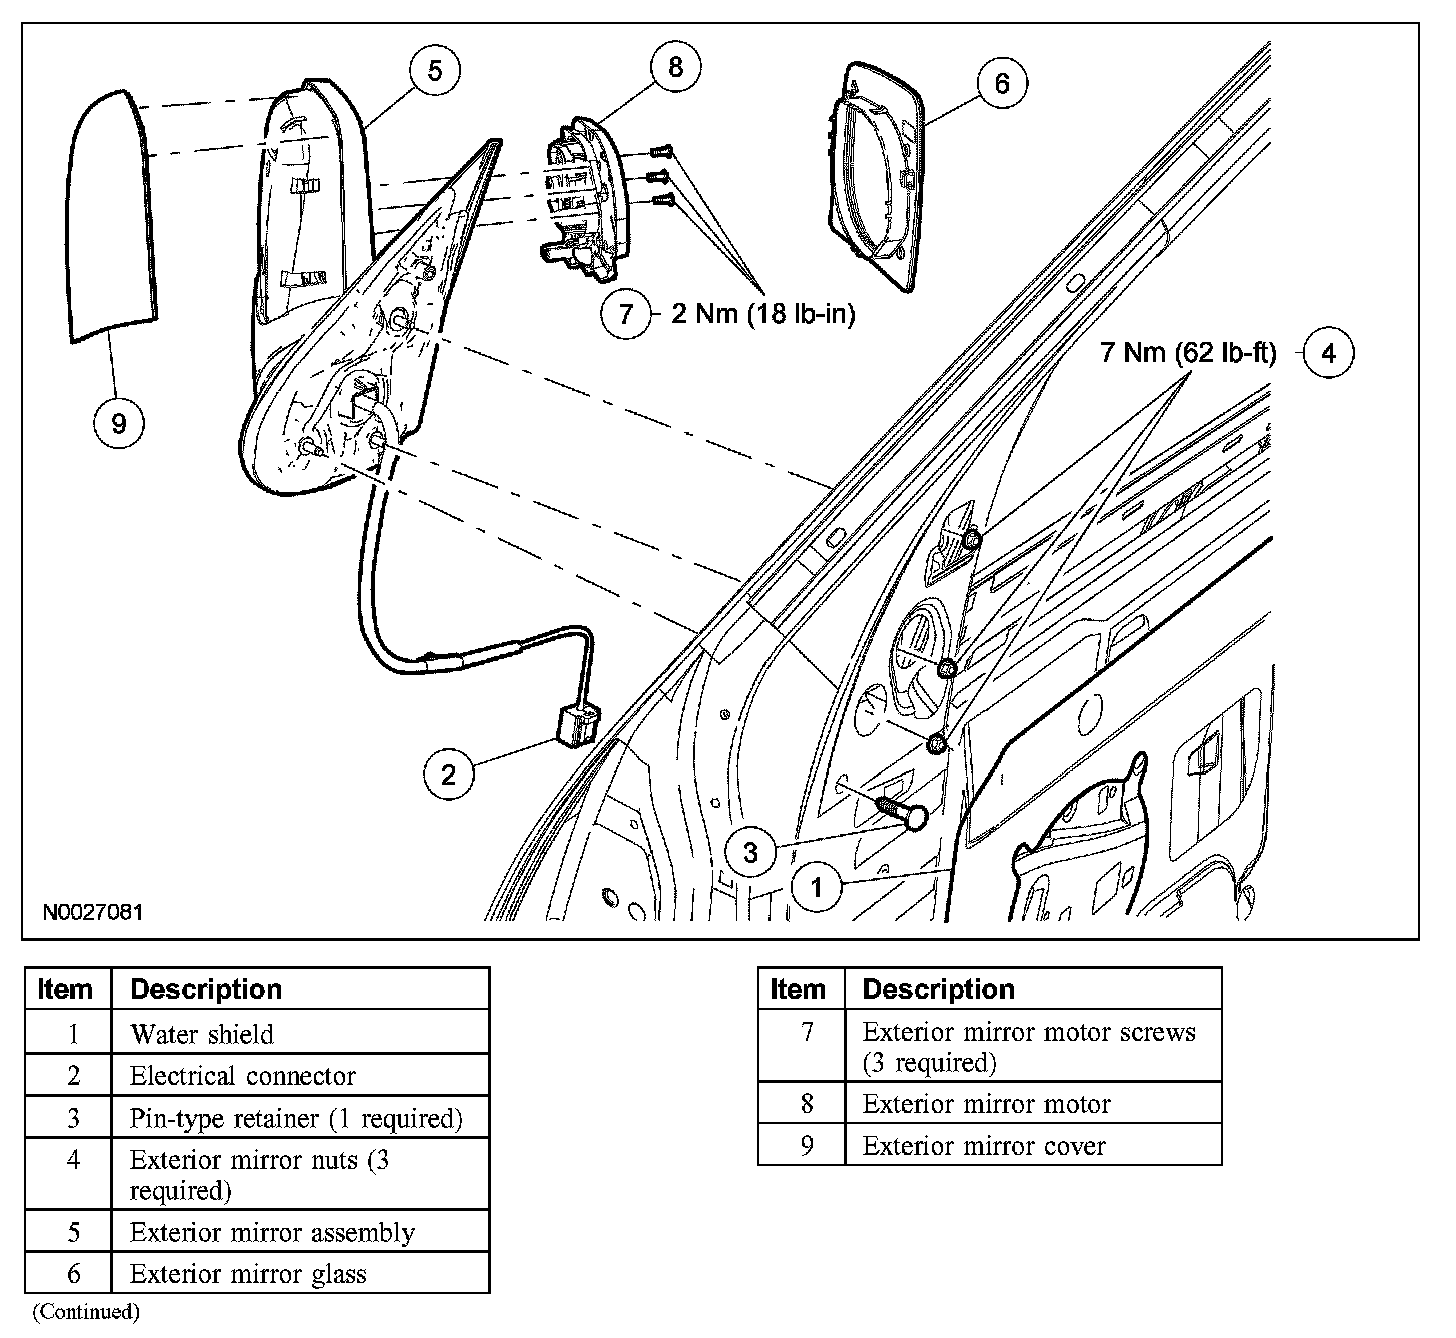 5
8
6
7 2 Nm (18 lb-in)
7 Nm (62 lb-ft) 4
9
2
3
1
N0027081
Item Description
1 Water shield
2 Electrical connector
3 Pin-type retainer (1 required)
4 Exterior mirror nuts (3
required)
5 Exterior mirror assembly
6 Exterior mirror glass
(Continued)
Item Description
7 Exterior mirror motor screws
(3 required)
8 Exterior mirror motor
9 Exterior mirror cover